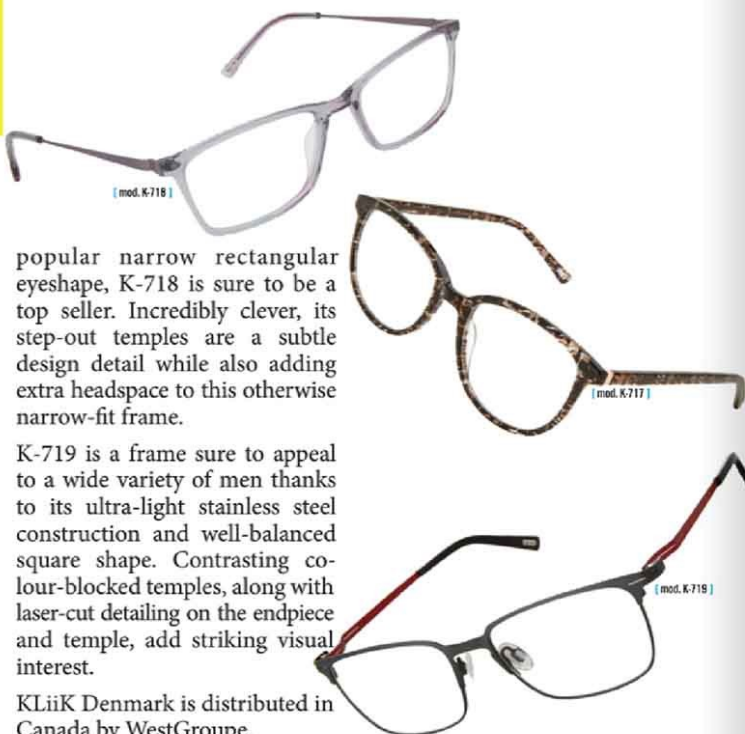 [ mod. K-718 ]
popular narrow rectangular
eyeshape, K-718 is sure to be a
top seller. Incredibly clever, its
step-out temples are a subtle
design detail while also adding
extra headspace to this otherwise
narrow-fit frame.
[ mod. K-717 ]
K-719 is a frame sure to appeal
to a wide variety of men thanks
to its ultra-light stainless steel
construction and well-balanced
square shape. Contrasting co-
lour-blocked temples, along with
laser-cut detailing on the endpiece
and temple, add striking visual
interest.
[ mod. K-719 ]
KLiiK Denmark is distributed in
Canada by WestGroupe